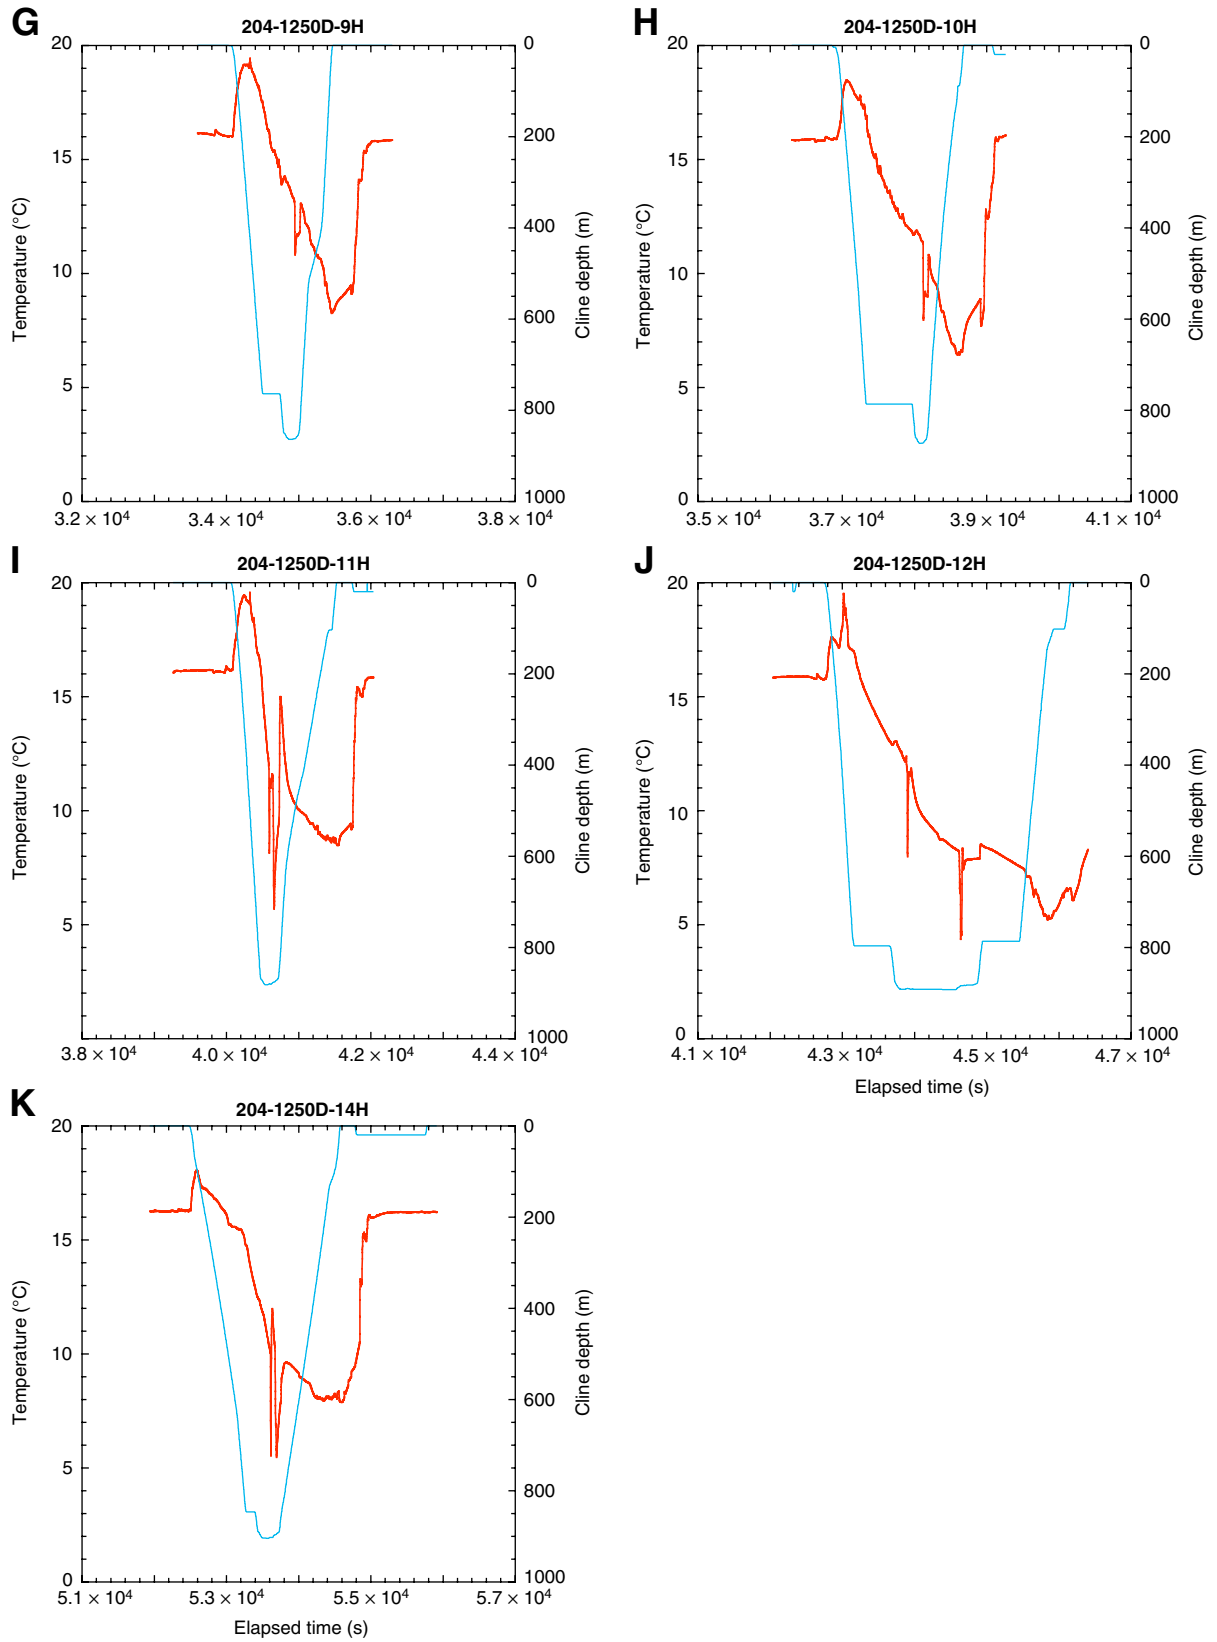 G
204-1250D-9H
20
15
10
5
0
Temperature (°C)
0
200
400
600
800
1000
Cline depth (m)
3.2 × 10⁴
3.4 × 10⁴
3.6 × 10⁴
3.8 × 10⁴
H
204-1250D-10H
20
15
10
5
0
Temperature (°C)
0
200
400
600
800
1000
Cline depth (m)
3.5 × 10⁴
3.7 × 10⁴
3.9 × 10⁴
4.1 × 10⁴
I
204-1250D-11H
20
15
10
5
Temperature (°C)
0
200
400
600
800
1000
Cline depth (m)
3.8 × 10⁴
4.0 × 10⁴
4.2 × 10⁴
4.4 × 10⁴
J
204-1250D-12H
20
15
10
5
0
Temperature (°C)
0
200
400
600
800
1000
Cline depth (m)
4.1 × 10⁴
4.3 × 10⁴
4.5 × 10⁴
4.7 × 10⁴
Elapsed time (s)
K
204-1250D-14H
20
15
10
5
0
Temperature (°C)
0
200
400
600
800
1000
Cline depth (m)
5.1 × 10⁴
5.3 × 10⁴
5.5 × 10⁴
5.7 × 10⁴
Elapsed time (s)